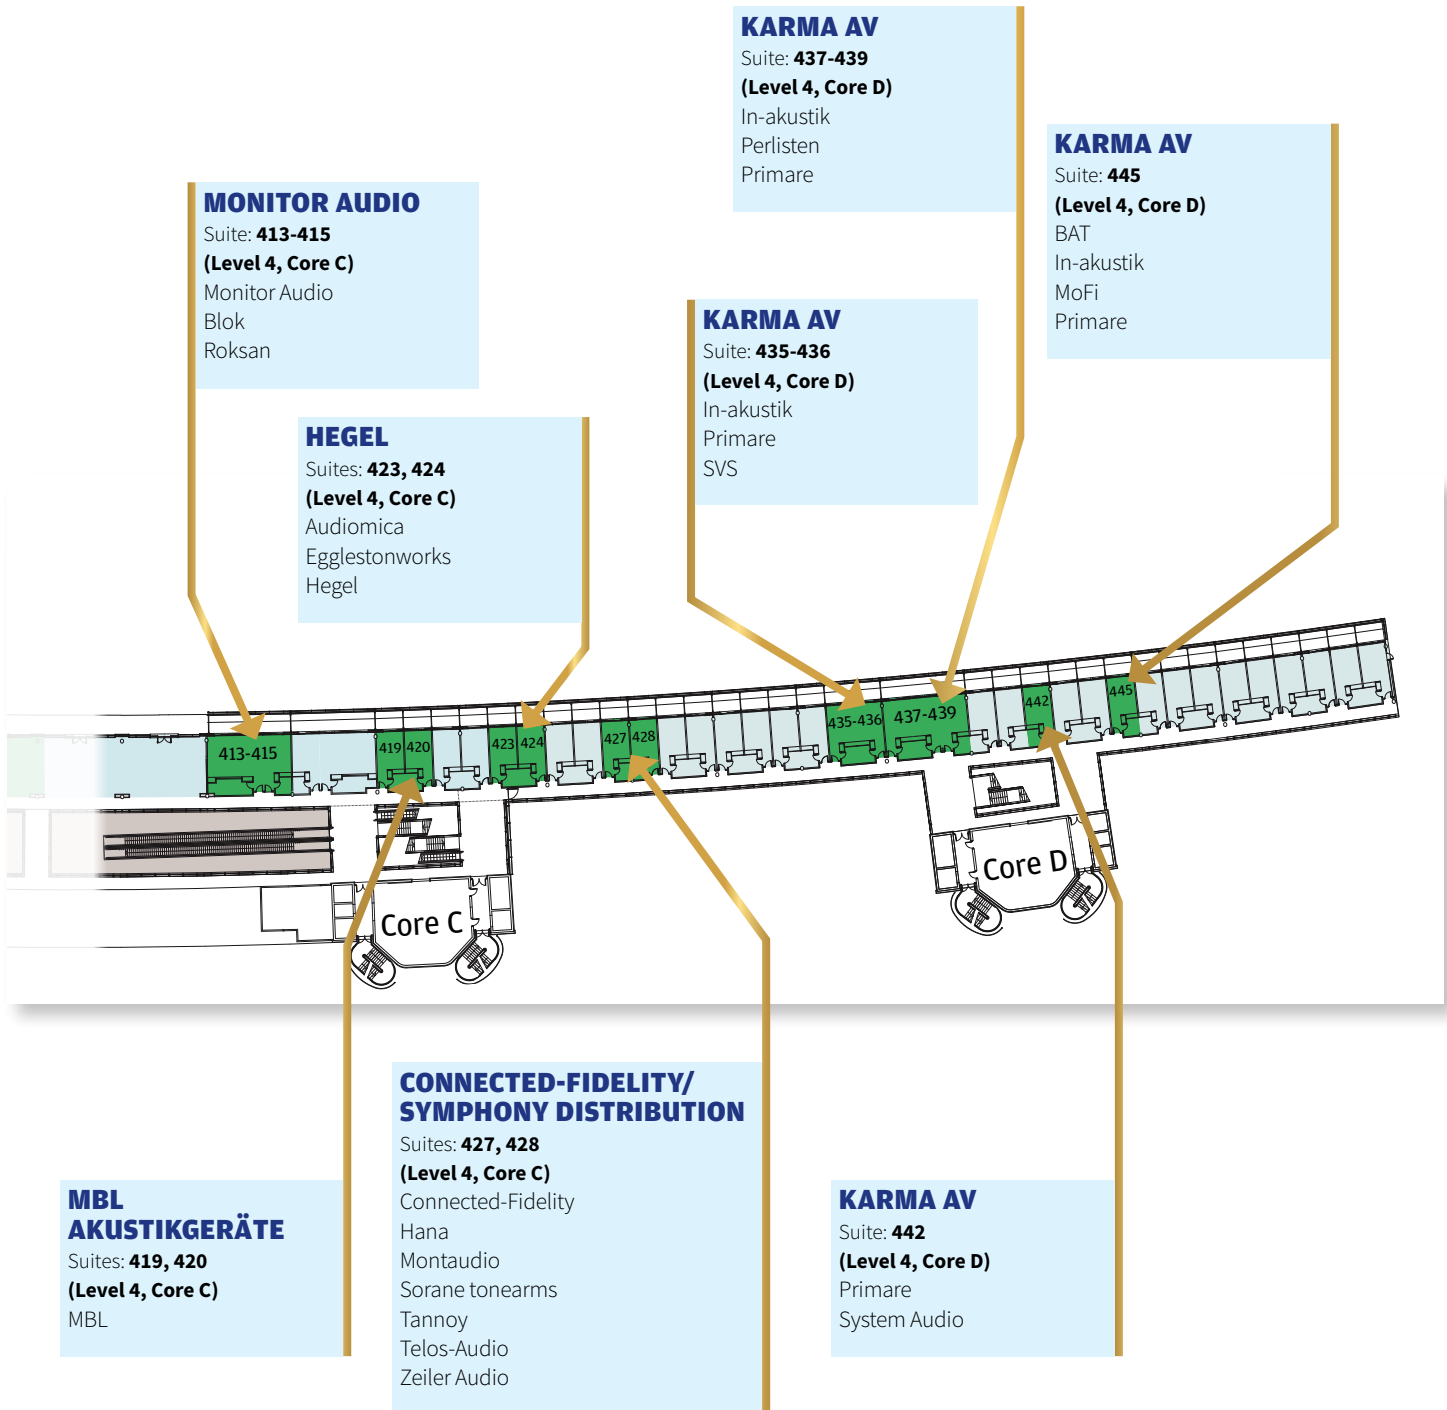 KARMA AV
Suite: 437-439
(Level 4, Core D)
In-akustik
Perlisten
Primare
KARMA AV
Suite: 445
(Level 4, Core D)
BAT
In-akustik
MoFi
Primare
MONITOR AUDIO
Suite: 413-415
(Level 4, Core C)
Monitor Audio
Blok
Roksan
KARMA AV
Suite: 435-436
(Level 4, Core D)
In-akustik
Primare
SVS
HEGEL
Suites: 423, 424
(Level 4, Core C)
Audiomica
Egglestonworks
Hegel
413-415
419
420
423
424
427
428
435-436
437-439
442
445
Core C
Core D
MBL
AKUSTIKGERÄTE
Suites: 419, 420
(Level 4, Core C)
MBL
CONNECTED-FIDELITY/
SYMPHONY DISTRIBUTION
Suites: 427, 428
(Level 4, Core C)
Connected-Fidelity
Hana
Montaudio
Sorane tonearms
Tannoy
Telos-Audio
Zeiler Audio
KARMA AV
Suite: 442
(Level 4, Core D)
Primare
System Audio